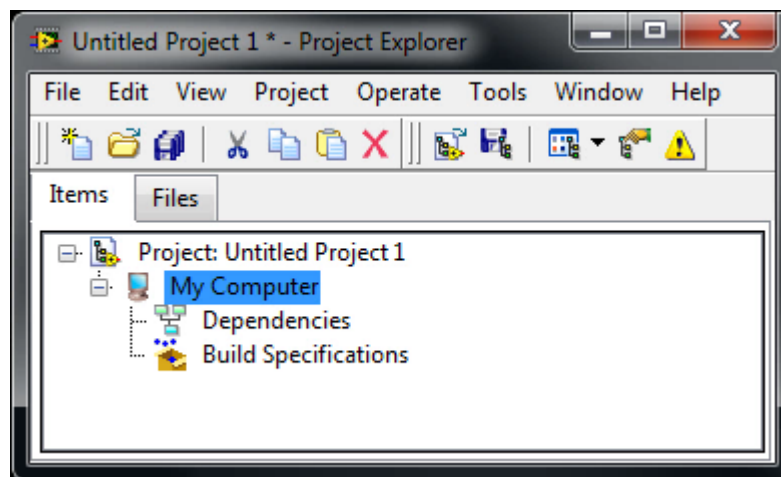 Untitled Project 1 * - Project Explorer
File Edit View Project Operate Tools Window Help
Items Files
Project: Untitled Project 1
My Computer
Dependencies
Build Specifications